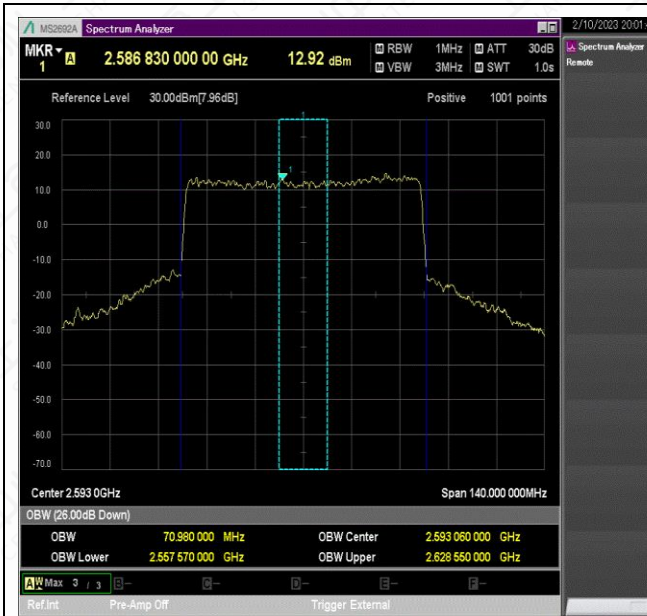 MS2692A Spectrum Analyzer
2/10/2023 20:01
MKR 1 A 2.586 830 000 00 GHz 12.92 dBm
M RBW 1MHz M ATT 30dB
M VBW 3MHz M SWT 1.0s
Spectrum Analyzer
Remote
Reference Level 30.00dBm[7.96dB] Positive 1001 points
30.0
20.0
10.0
0.0
-10.0
-20.0
-30.0
-40.0
-50.0
-60.0
-70.0
1
Center 2.593 0GHz Span 140.000 000MHz
OBW (26.00dB Down)
OBW 70.980 000 MHz OBW Center 2.593 060 000 GHz
OBW Lower 2.557 570 000 GHz OBW Upper 2.628 550 000 GHz
A W Max 3 / 3 B- C- D- E- F-
Ref.Int Pre-Amp Off Trigger External